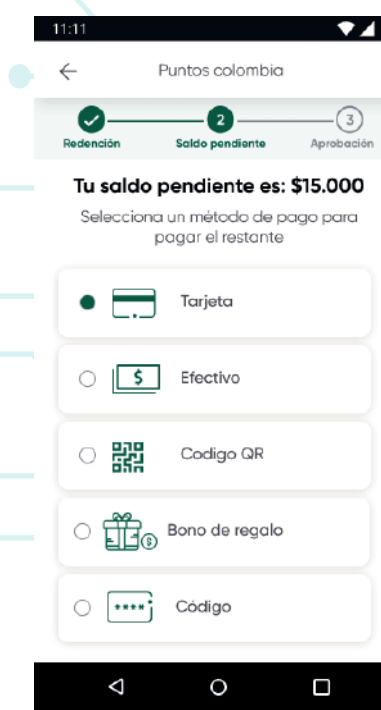 11:11
Puntos colombia
2
3
Redención
Saldo pendiente
Aprobación
Tu saldo pendiente es: $15.000
Selecciona un método de pago para
pagar el restante
Tarjeta
$
Efectivo
Codigo QR
$
Bono de regalo
****
Código